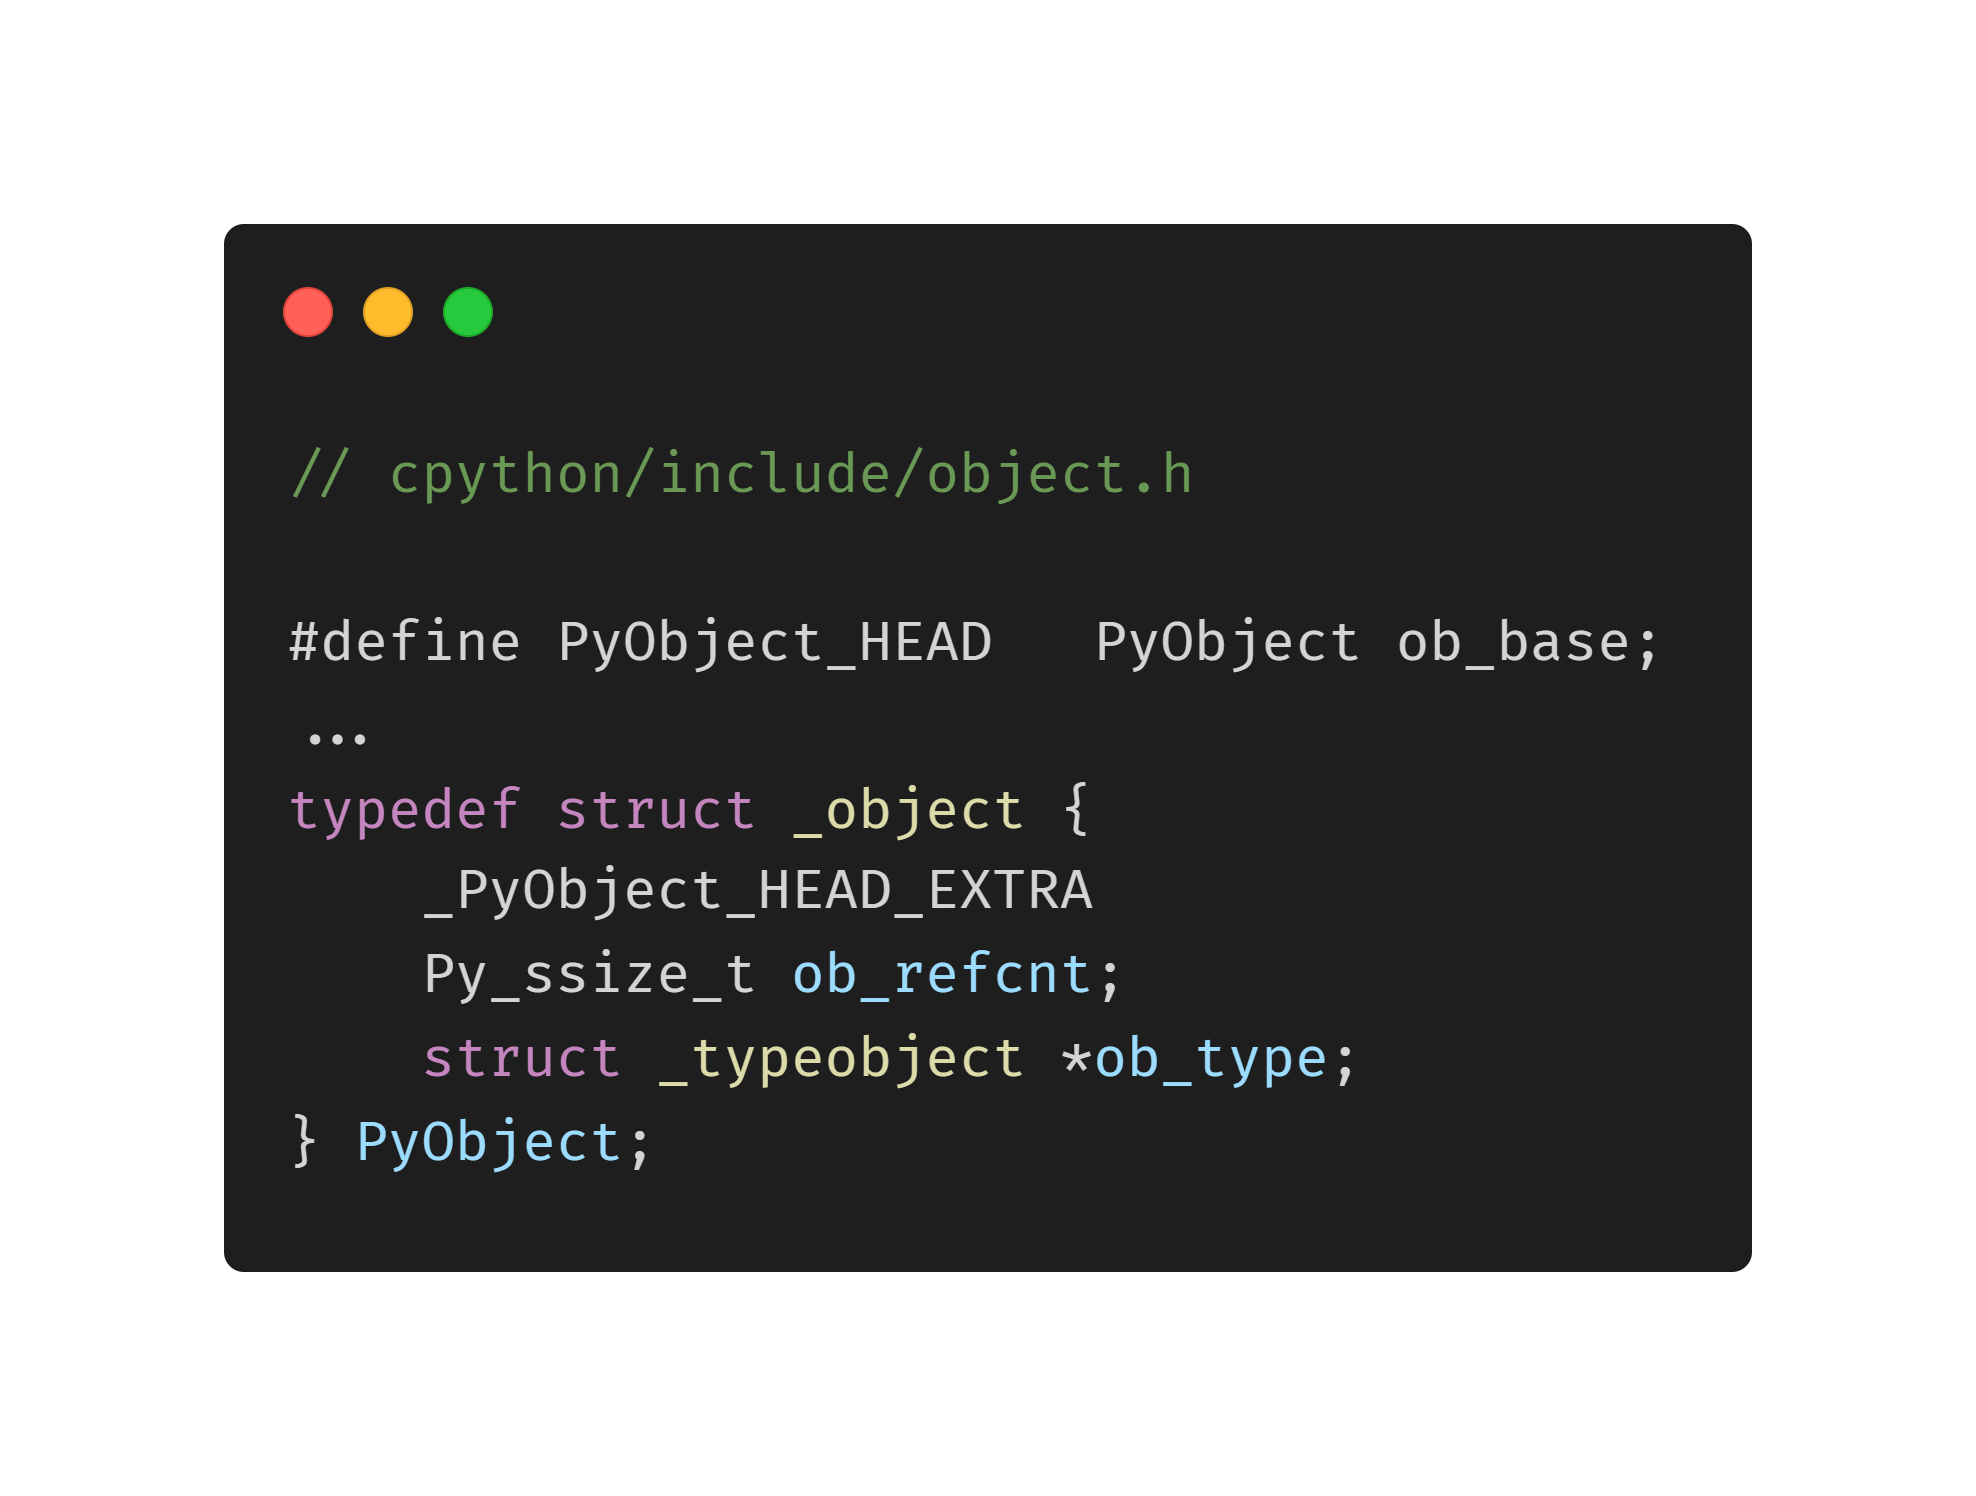 // cpython/include/object.h
#define PyObject_HEAD   PyObject ob_base;
...
typedef struct _object {
    _PyObject_HEAD_EXTRA
    Py_ssize_t ob_refcnt;
    struct _typeobject *ob_type;
} PyObject;